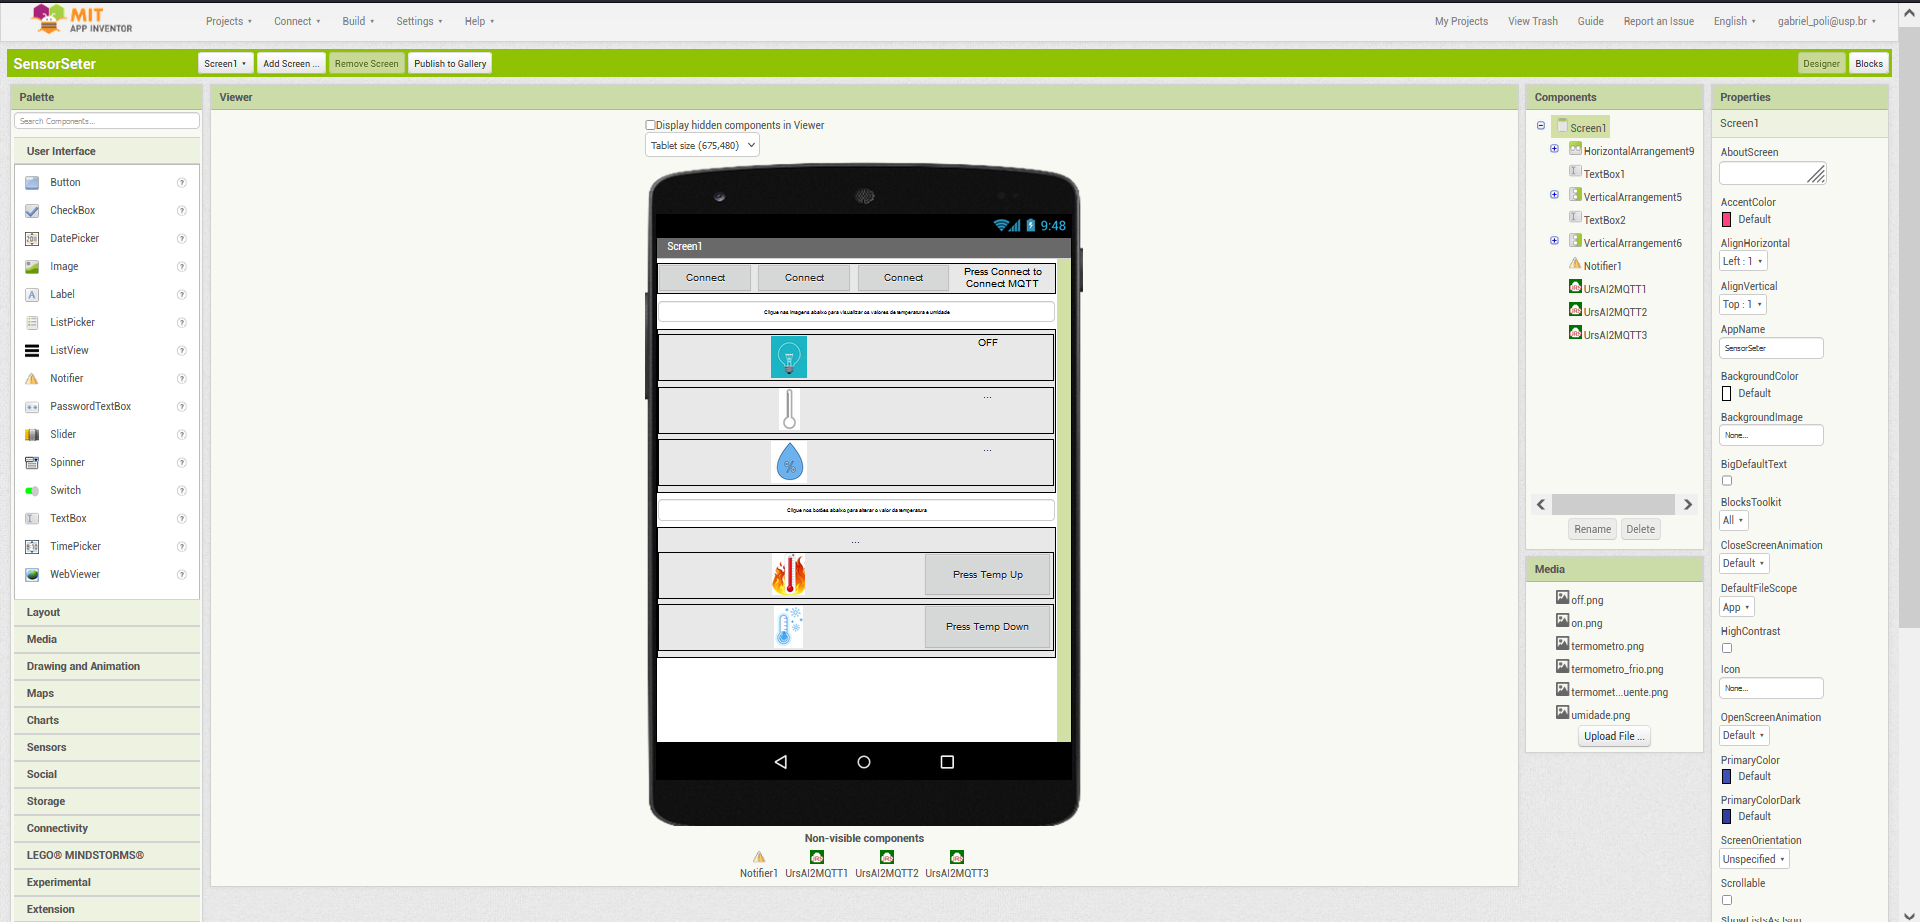 MIT
APP INVENTOR
Projects
Connect
Build
Settings
Help
My Projects
View Trash
Guide
Report an Issue
English
gabriel_poli@usp.br
SensorSeter
Screen1
Add Screen ...
Remove Screen
Publish to Gallery
Designer
Blocks
Palette
Search Components...
User Interface
Button
CheckBox
DatePicker
Image
Label
ListPicker
ListView
Notifier
PasswordTextBox
Slider
Spinner
Switch
TextBox
TimePicker
WebViewer
Layout
Media
Drawing and Animation
Maps
Charts
Sensors
Social
Storage
Connectivity
LEGO® MINDSTORMS®
Experimental
Extension
Viewer
Display hidden components in Viewer
Tablet size (675,480)
9:48
Screen1
Connect
Connect
Connect
Press Connect to
Connect MQTT
Clique nas imagens abaixo para visualizar os valores de temperatura e umidade
OFF
...
%
...
Clique nos botões abaixo para alterar o valor da temperatura
...
Press Temp Up
Press Temp Down
Non-visible components
Notifier1
UrsAI2MQTT1
UrsAI2MQTT2
UrsAI2MQTT3
Components
Screen1
HorizontalArrangement9
TextBox1
VerticalArrangement5
TextBox2
VerticalArrangement6
Notifier1
UrsAI2MQTT1
UrsAI2MQTT2
UrsAI2MQTT3
Rename
Delete
Media
off.png
on.png
termometro.png
termometro_frio.png
termomet...uente.png
umidade.png
Upload File ...
Properties
Screen1
AboutScreen
AccentColor
Default
AlignHorizontal
Left : 1
AlignVertical
Top : 1
AppName
SensorSeter
BackgroundColor
Default
BackgroundImage
None...
BigDefaultText
BlocksToolkit
All
CloseScreenAnimation
Default
DefaultFileScope
App
HighContrast
Icon
None...
OpenScreenAnimation
Default
PrimaryColor
Default
PrimaryColorDark
Default
ScreenOrientation
Unspecified
Scrollable
ShowListsAsJson